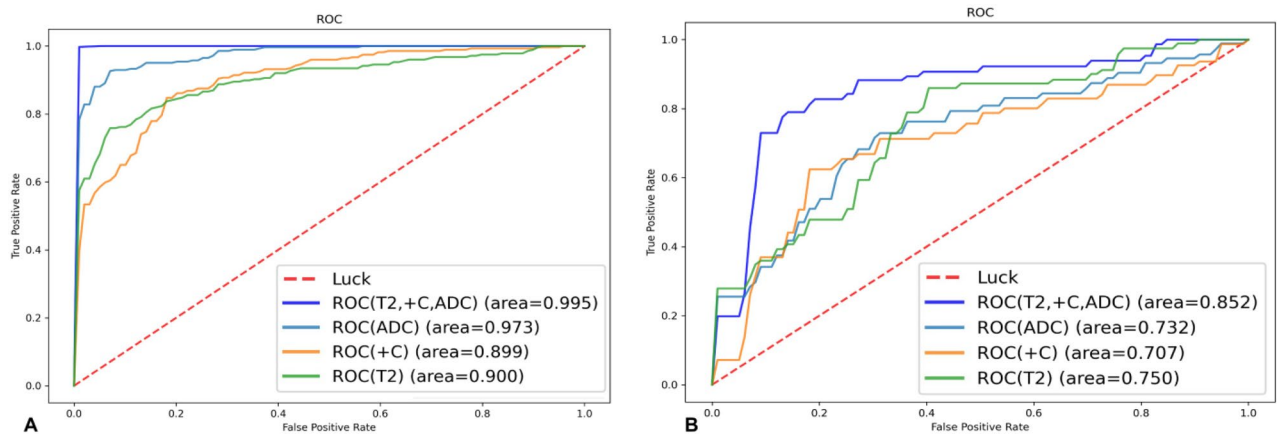 ROC
1.0
0.8
0.6
0.4
0.2
0.0
True Positive Rate
Luck
ROC(T2,+C,ADC) (area=0.995)
ROC(ADC) (area=0.973)
ROC(+C) (area=0.899)
ROC(T2) (area=0.900)
0.0 0.2 0.4 0.6 0.8 1.0
False Positive Rate
A
ROC
1.0
0.8
0.6
0.4
0.2
0.0
True Positive Rate
Luck
ROC(T2,+C,ADC) (area=0.852)
ROC(ADC) (area=0.732)
ROC(+C) (area=0.707)
ROC(T2) (area=0.750)
0.0 0.2 0.4 0.6 0.8 1.0
False Positive Rate
B